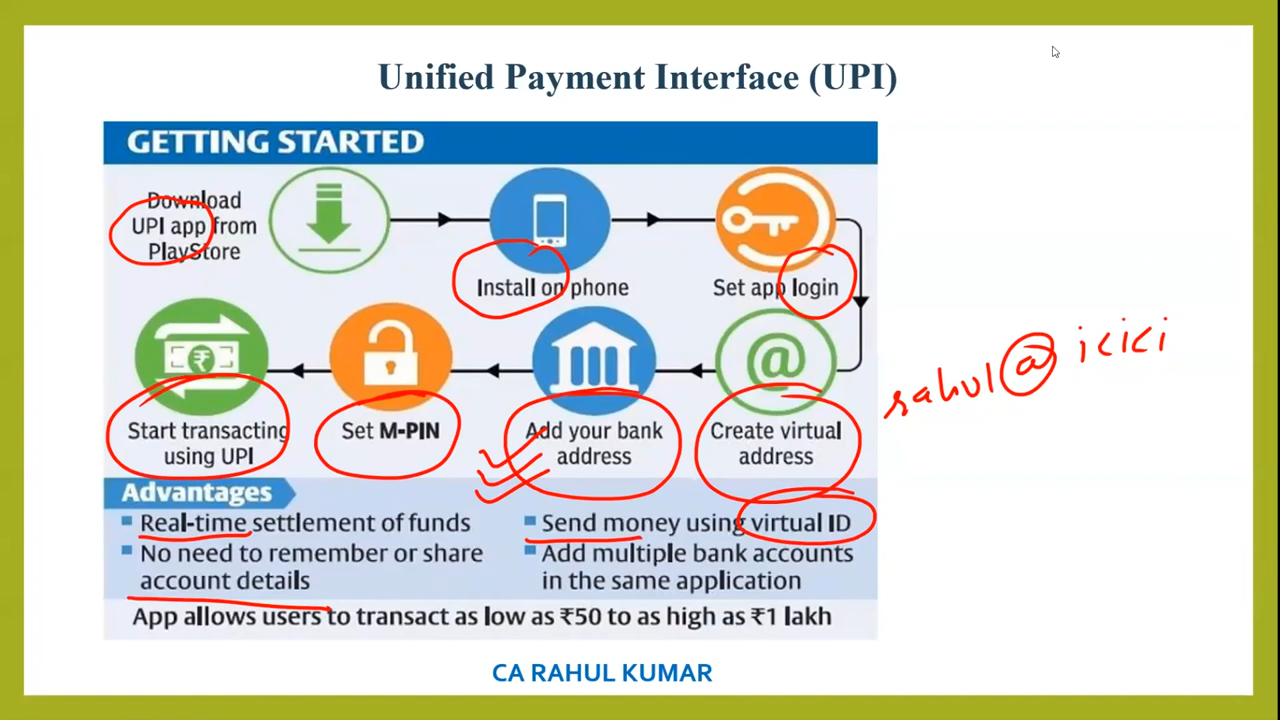 Unified Payment Interface (UPI)
GETTING STARTED
Download
UPI app from
PlayStore
Install on phone
Set app login
@
rahul@icici
Create virtual
address
Add your bank
address
Set M-PIN
₹
Start transacting
using UPI
Advantages
Real-time settlement of funds
No need to remember or share
account details
Send money using virtual ID
Add multiple bank accounts
in the same application
App allows users to transact as low as ₹50 to as high as ₹1 lakh
CA RAHUL KUMAR